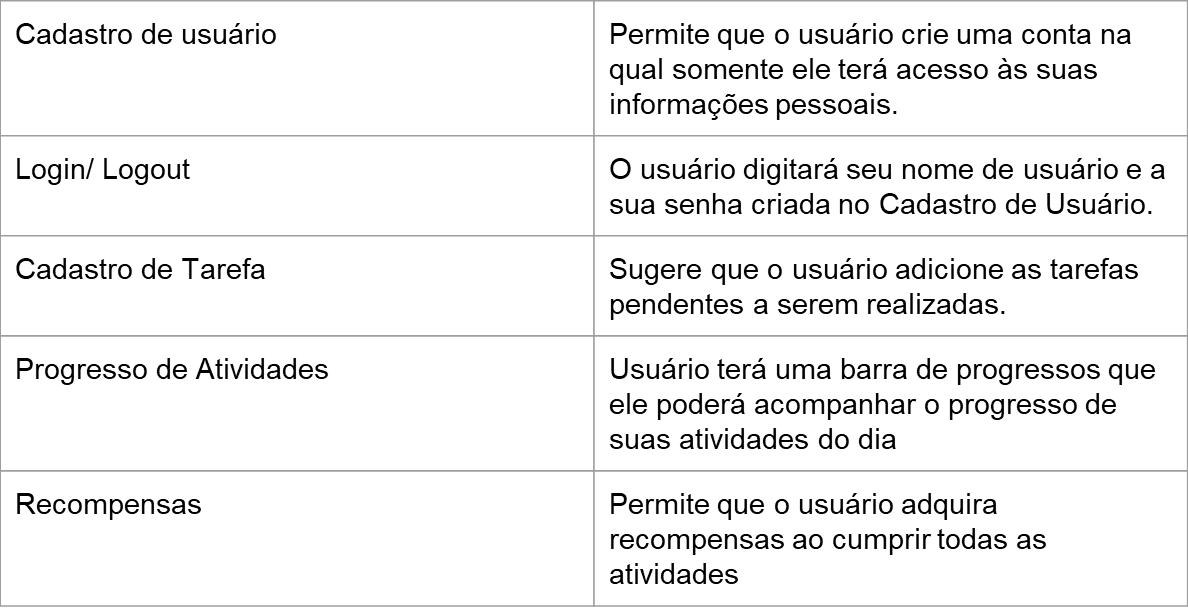 Cadastro de usuário
Permite que o usuário crie uma conta na
qual somente ele terá acesso às suas
informações pessoais.
Login/ Logout
O usuário digitará seu nome de usuário e a
sua senha criada no Cadastro de Usuário.
Cadastro de Tarefa
Sugere que o usuário adicione as tarefas
pendentes a serem realizadas.
Progresso de Atividades
Usuário terá uma barra de progressos que
ele poderá acompanhar o progresso de
suas atividades do dia
Recompensas
Permite que o usuário adquira
recompensas ao cumprir todas as
atividades